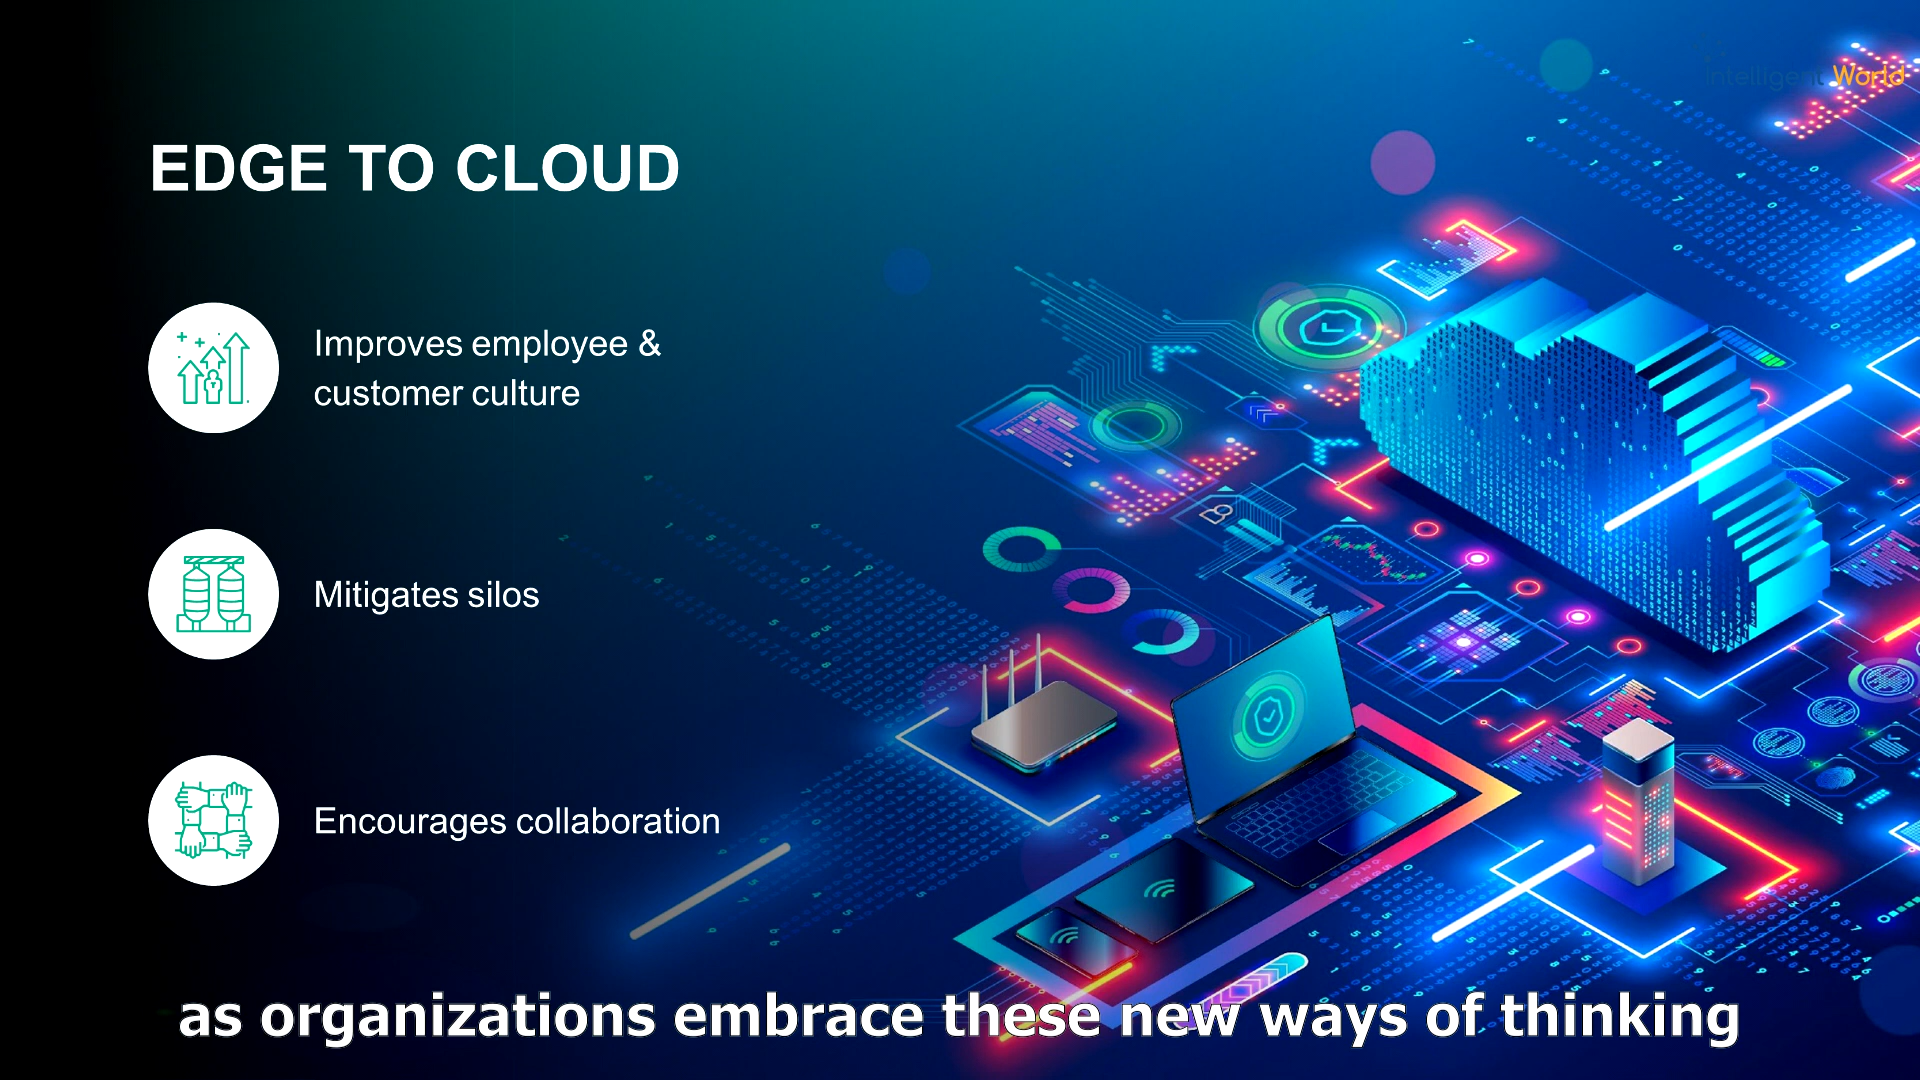 intelligent World
EDGE TO CLOUD
Improves employee &
customer culture
Mitigates silos
Encourages collaboration
as organizations embrace these new ways of thinking